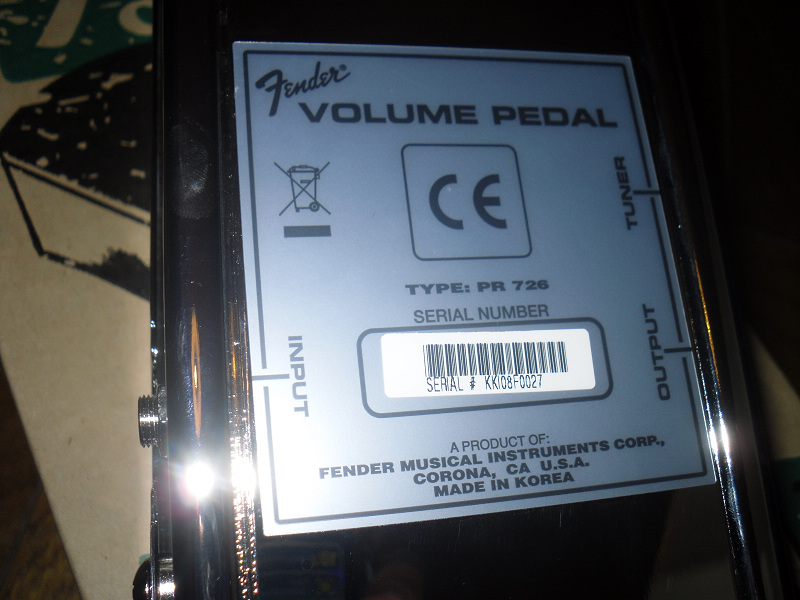 Fender
VOLUME PEDAL
CE
TUNER
TYPE: PR 726
SERIAL NUMBER
SERIAL # KKI08F0027
INPUT
OUTPUT
A PRODUCT OF:
FENDER MUSICAL INSTRUMENTS CORP.,
CORONA, CA U.S.A.
MADE IN KOREA